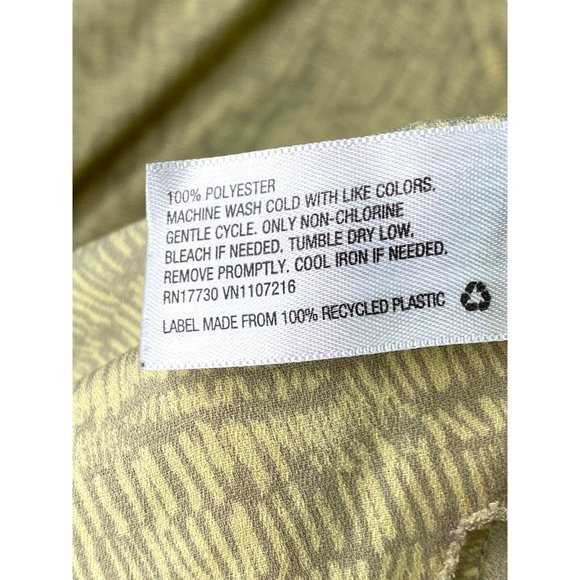 100% POLYESTER
MACHINE WASH COLD WITH LIKE COLORS.
GENTLE CYCLE. ONLY NON-CHLORINE
BLEACH IF NEEDED. TUMBLE DRY LOW.
REMOVE PROMPTLY. COOL IRON IF NEEDED.
RN17730 VN1107216
LABEL MADE FROM 100% RECYCLED PLASTIC